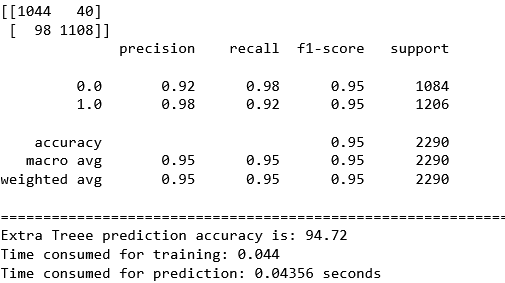 [[1044 40]
[ 98 1108]]
precision recall f1-score support
0.0 0.92 0.98 0.95 1084
1.0 0.98 0.92 0.95 1206
accuracy 0.95 2290
macro avg 0.95 0.95 0.95 2290
weighted avg 0.95 0.95 0.95 2290
============================================================
Extra Treee prediction accuracy is: 94.72
Time consumed for training: 0.044
Time consumed for prediction: 0.04356 seconds